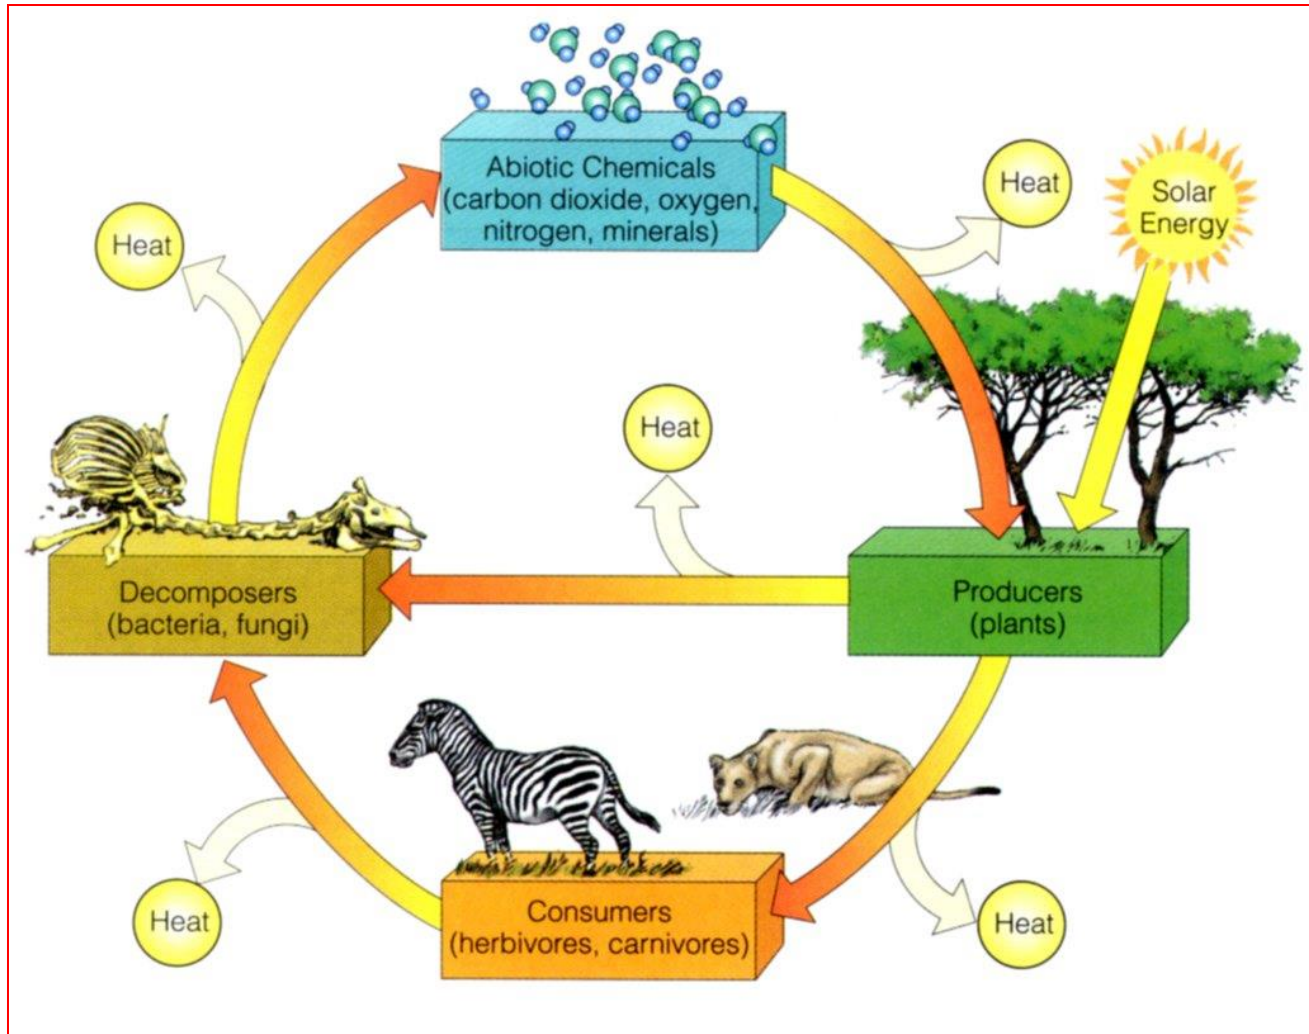 Abiotic Chemicals
(carbon dioxide, oxygen,
nitrogen, minerals)
Heat
Solar
Energy
Heat
Heat
Decomposers
(bacteria, fungi)
Producers
(plants)
Consumers
(herbivores, carnivores)
Heat
Heat